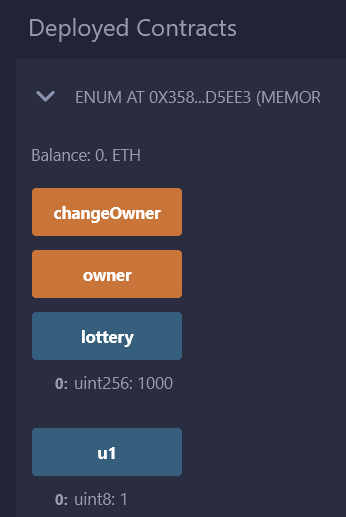 Deployed Contracts
ENUM AT 0X358...D5EE3 (MEMOR
Balance: 0. ETH
changeOwner
owner
lottery
0: uint256: 1000
u1
0: uint8: 1